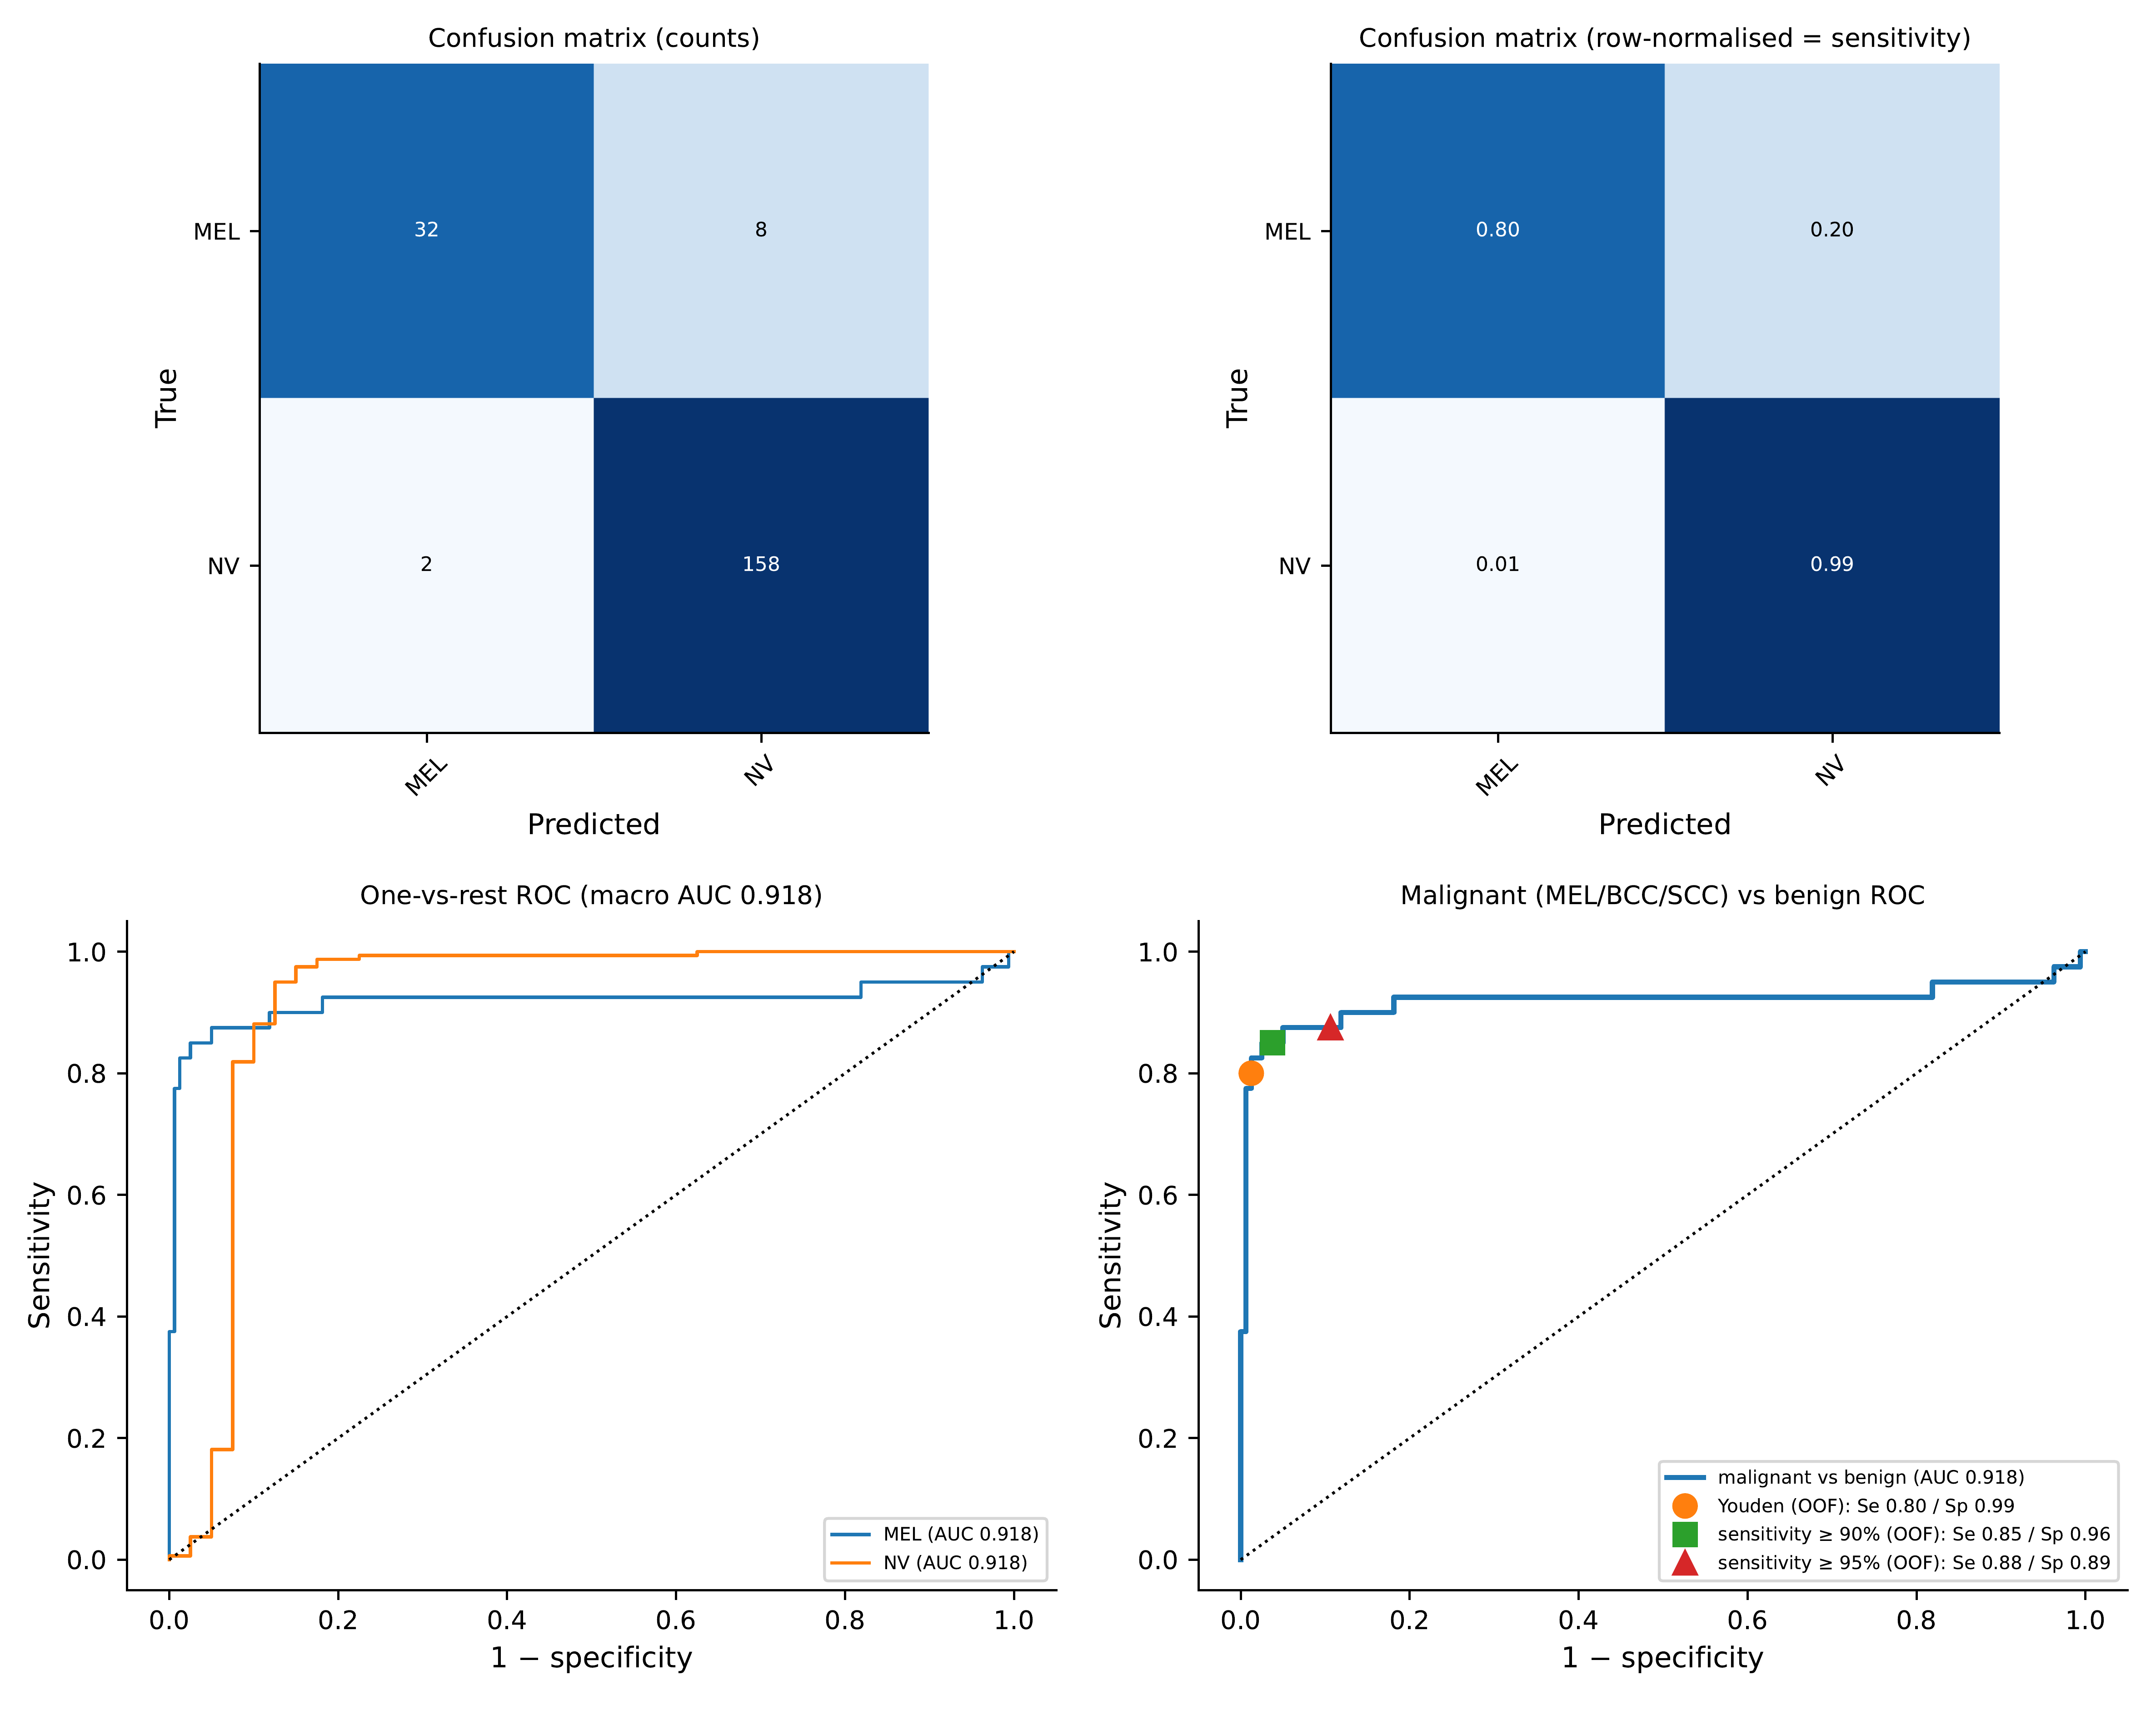 Confusion matrix (counts)
MEL
NV
True
32
8
2
158
MEL
NV
Predicted
Confusion matrix (row-normalised = sensitivity)
MEL
NV
True
0.80
0.20
0.01
0.99
MEL
NV
Predicted
One-vs-rest ROC (macro AUC 0.918)
Sensitivity
1.0
0.8
0.6
0.4
0.2
0.0
MEL (AUC 0.918)
NV (AUC 0.918)
0.0
0.2
0.4
0.6
0.8
1.0
1 − specificity
Malignant (MEL/BCC/SCC) vs benign ROC
Sensitivity
1.0
0.8
0.6
0.4
0.2
0.0
malignant vs benign (AUC 0.918)
Youden (OOF): Se 0.80 / Sp 0.99
sensitivity ≥ 90% (OOF): Se 0.85 / Sp 0.96
sensitivity ≥ 95% (OOF): Se 0.88 / Sp 0.89
0.0
0.2
0.4
0.6
0.8
1.0
1 − specificity